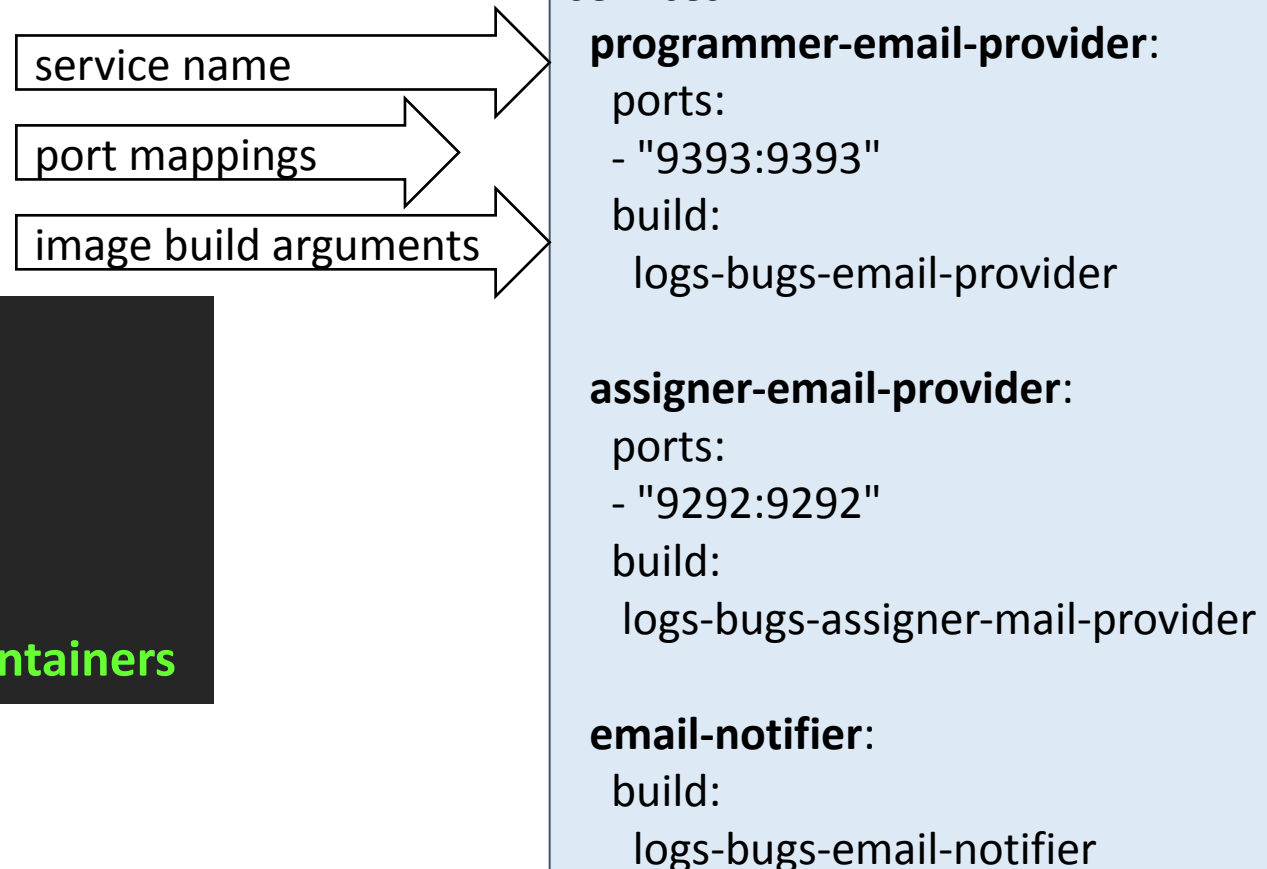 service name
port mappings
image build arguments
programmer-email-provider:
ports:
- "9393:9393"
build:
logs-bugs-email-provider
assigner-email-provider:
ports:
- "9292:9292"
build:
logs-bugs-assigner-mail-provider
email-notifier:
build:
logs-bugs-email-notifier
ntainers